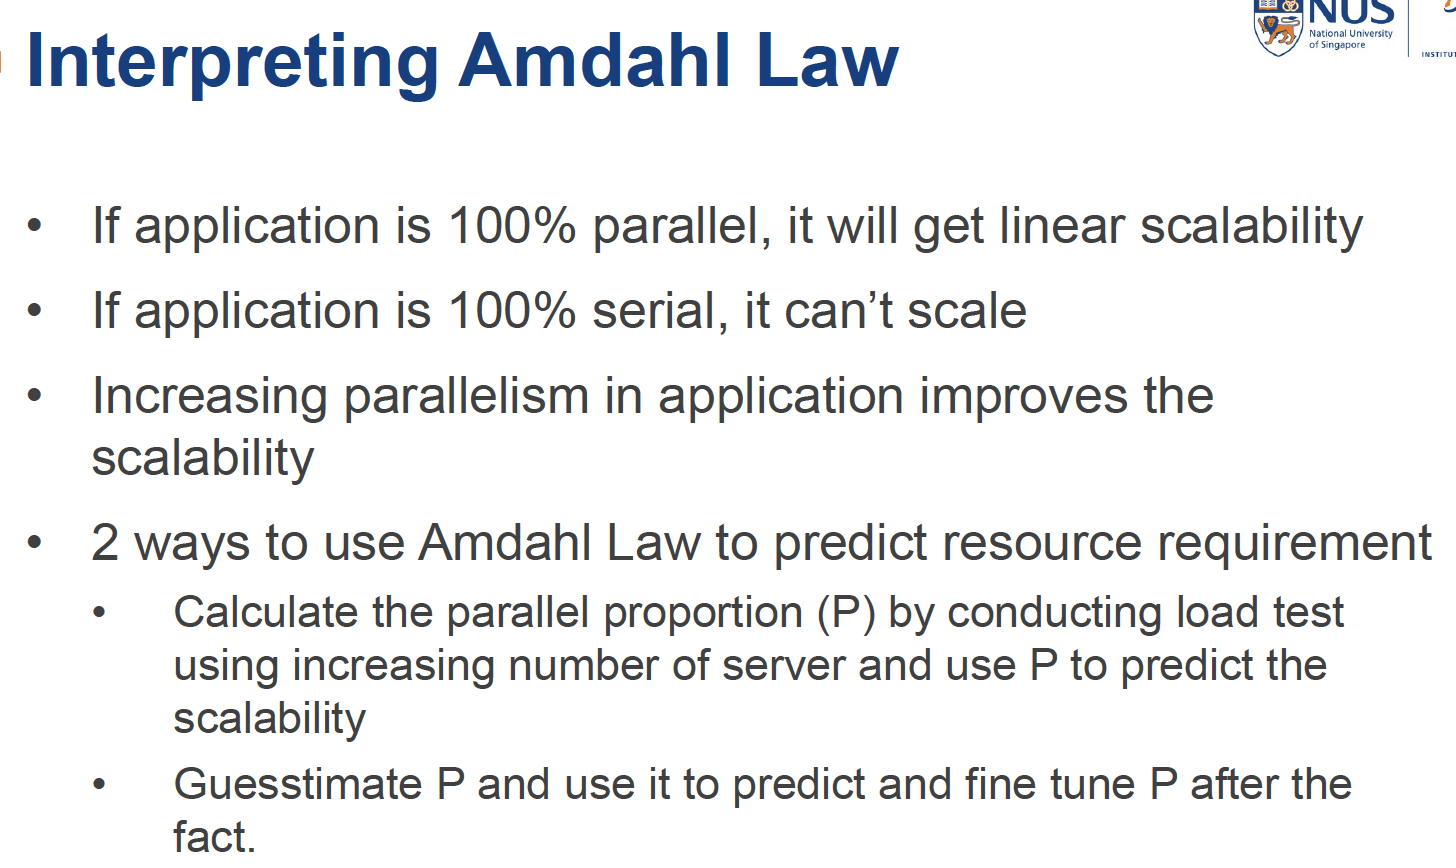 Interpreting Amdahl Law
NUS
National University
of Singapore
INSTITUT
• If application is 100% parallel, it will get linear scalability
• If application is 100% serial, it can’t scale
• Increasing parallelism in application improves the
scalability
• 2 ways to use Amdahl Law to predict resource requirement
• Calculate the parallel proportion (P) by conducting load test
using increasing number of server and use P to predict the
scalability
• Guesstimate P and use it to predict and fine tune P after the
fact.